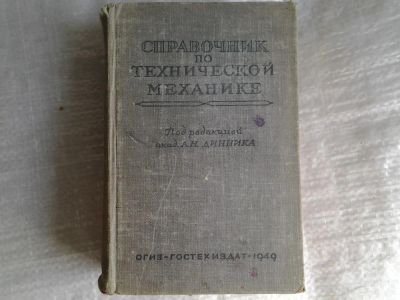 СПРАВОЧНИК
ПО
ТЕХНИЧЕСКОЙ
МЕХАНИКЕ
Под редакцией
акад. А.Н. ДИННИКА
ОГИЗ-ГОСТЕХИЗДАТ-1949